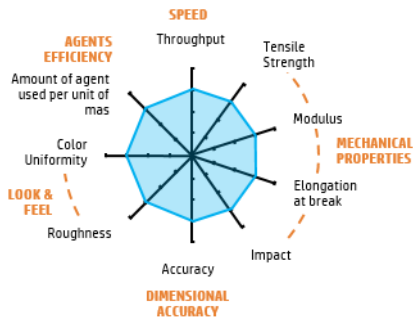 SPEED
Throughput
Tensile
Strength
Modulus
MECHANICAL
PROPERTIES
Elongation
at break
Impact
Accuracy
DIMENSIONAL
ACCURACY
Roughness
LOOK &
FEEL
Color
Uniformity
AGENTS
EFFICIENCY
Amount of agent
used per unit of
mas